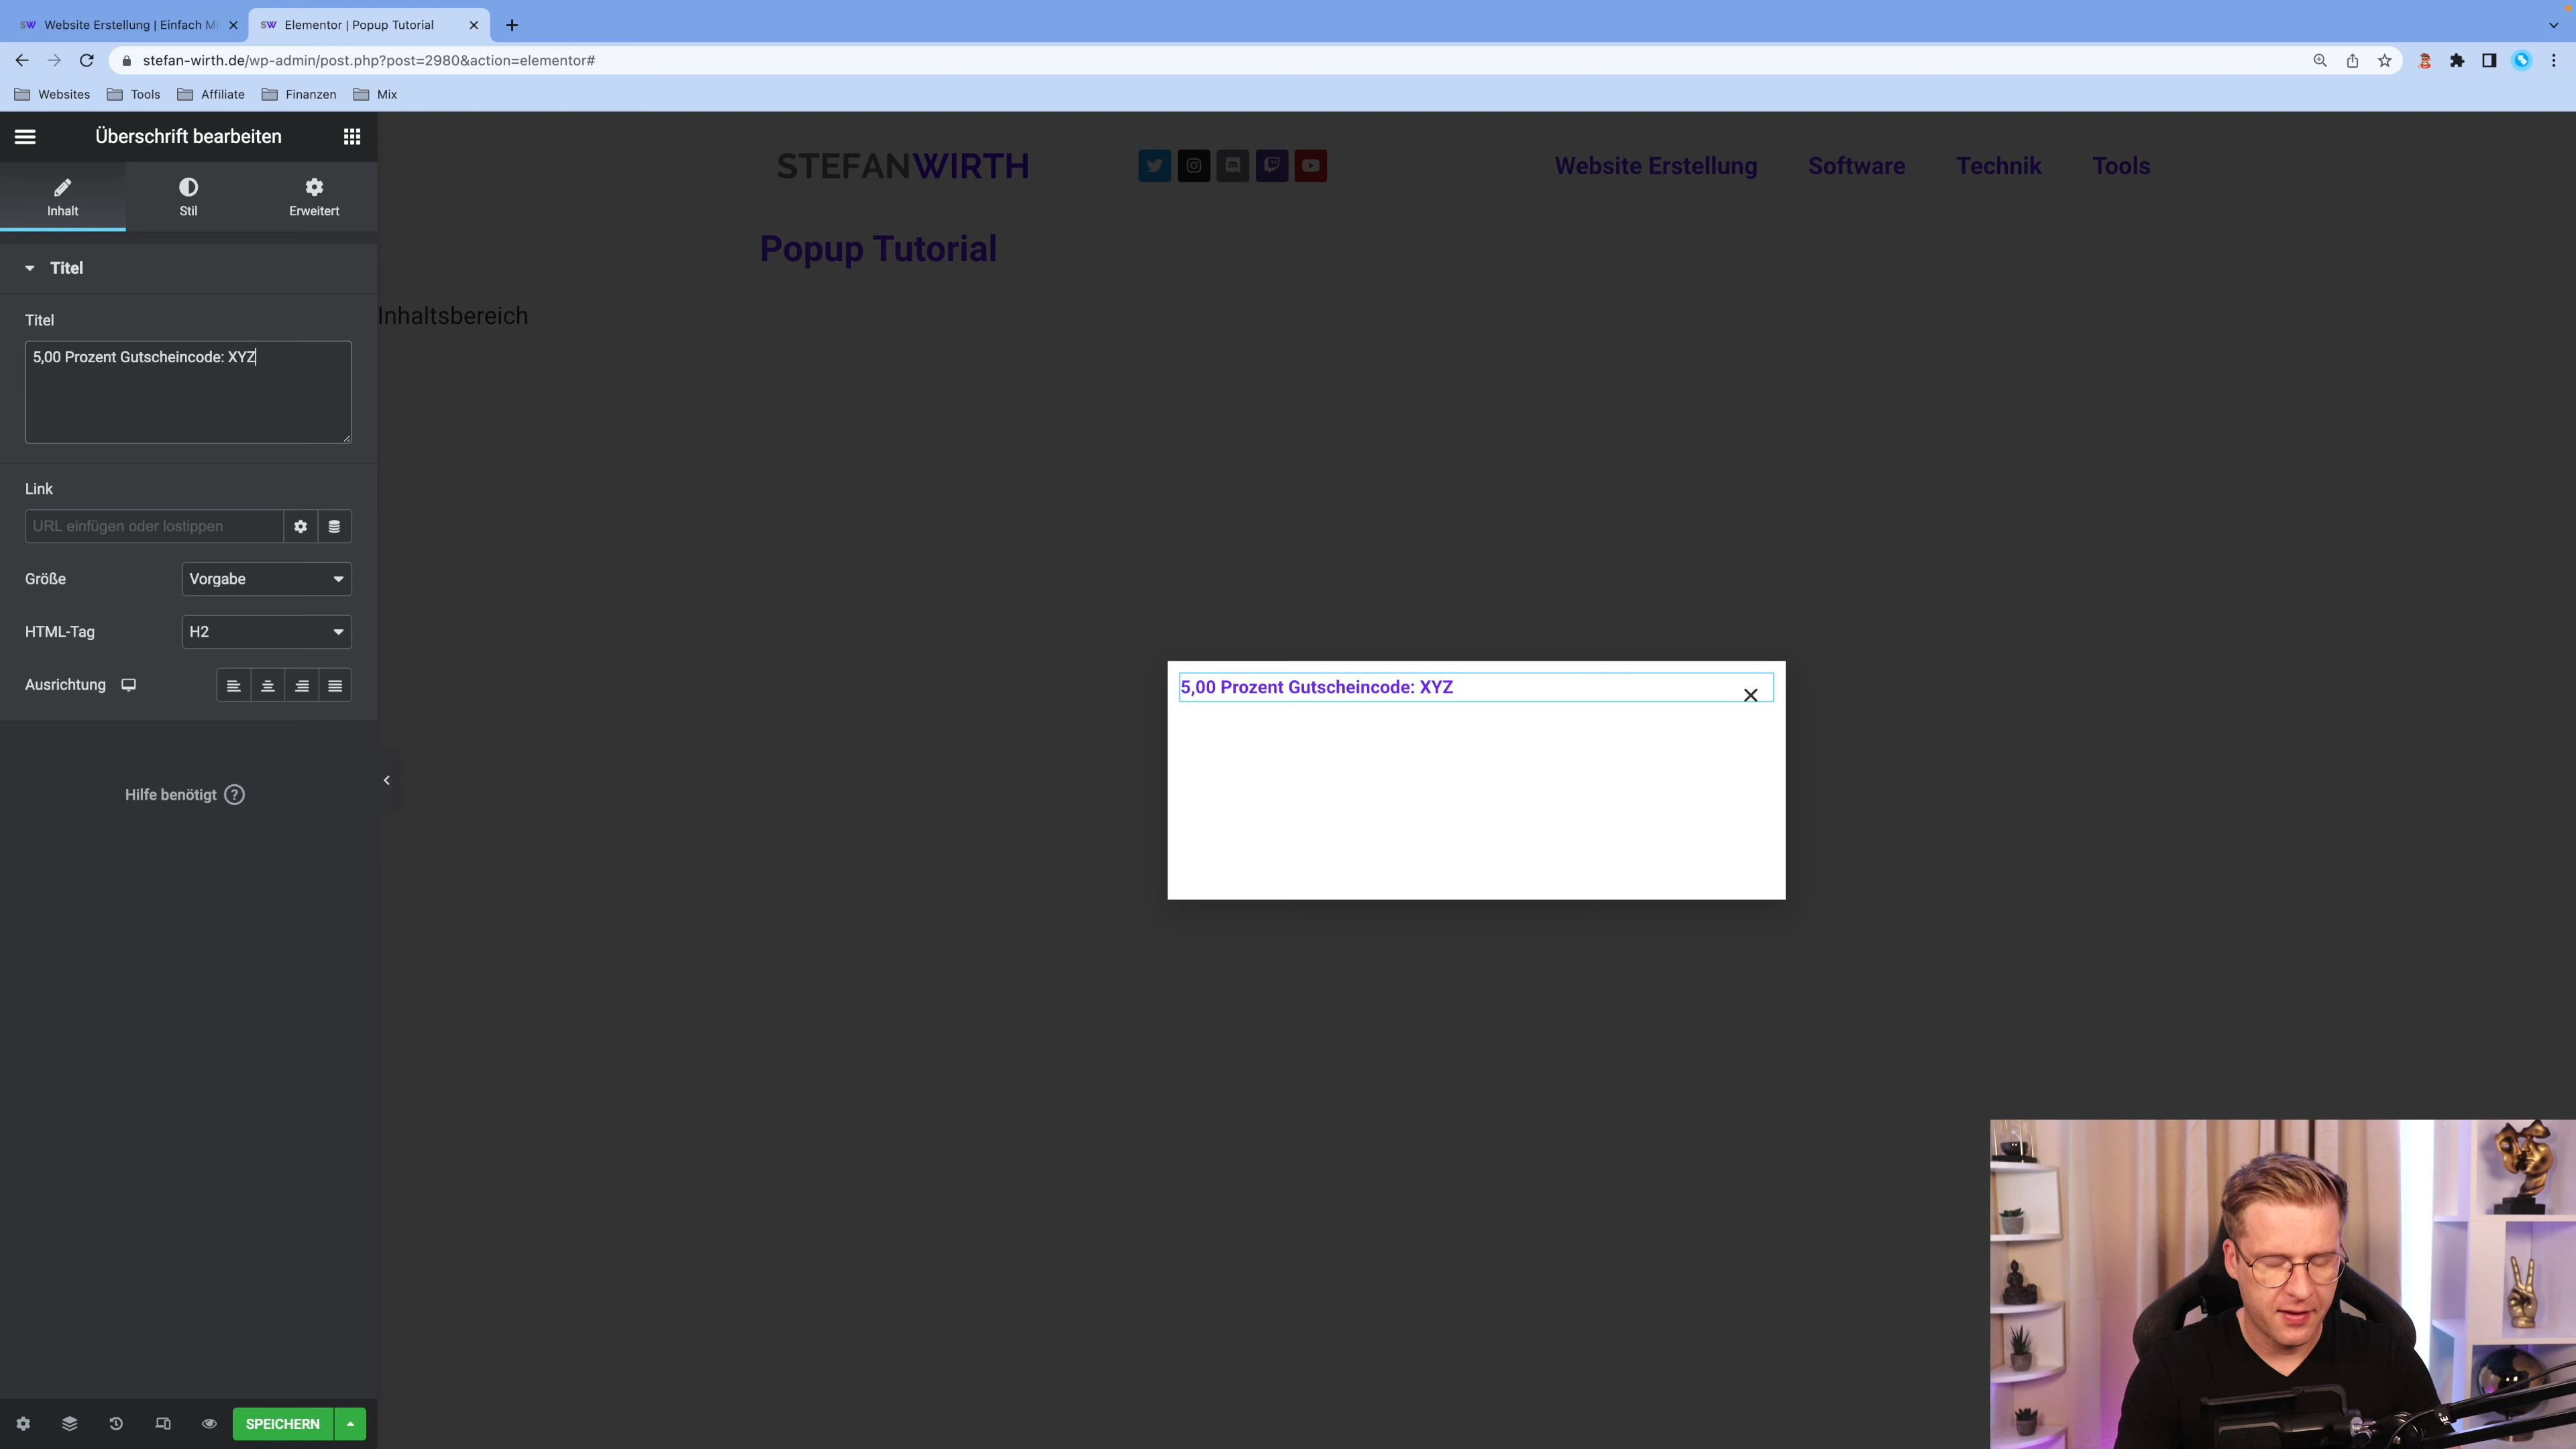 SW Website Erstellung | Einfach Mi
SW Elementor | Popup Tutorial
stefan-wirth.de/wp-admin/post.php?post=2980&action=elementor#
Websites Tools Affiliate Finanzen Mix
Überschrift bearbeiten
Inhalt Stil Erweitert
Titel
Titel
5,00 Prozent Gutscheincode: XYZ
Link
URL einfügen oder lostippen
Größe Vorgabe
HTML-Tag H2
Ausrichtung
Hilfe benötigt ?
SPEICHERN
STEFANWIRTH
Website Erstellung Software Technik Tools
Popup Tutorial
Inhaltsbereich
5,00 Prozent Gutscheincode: XYZ